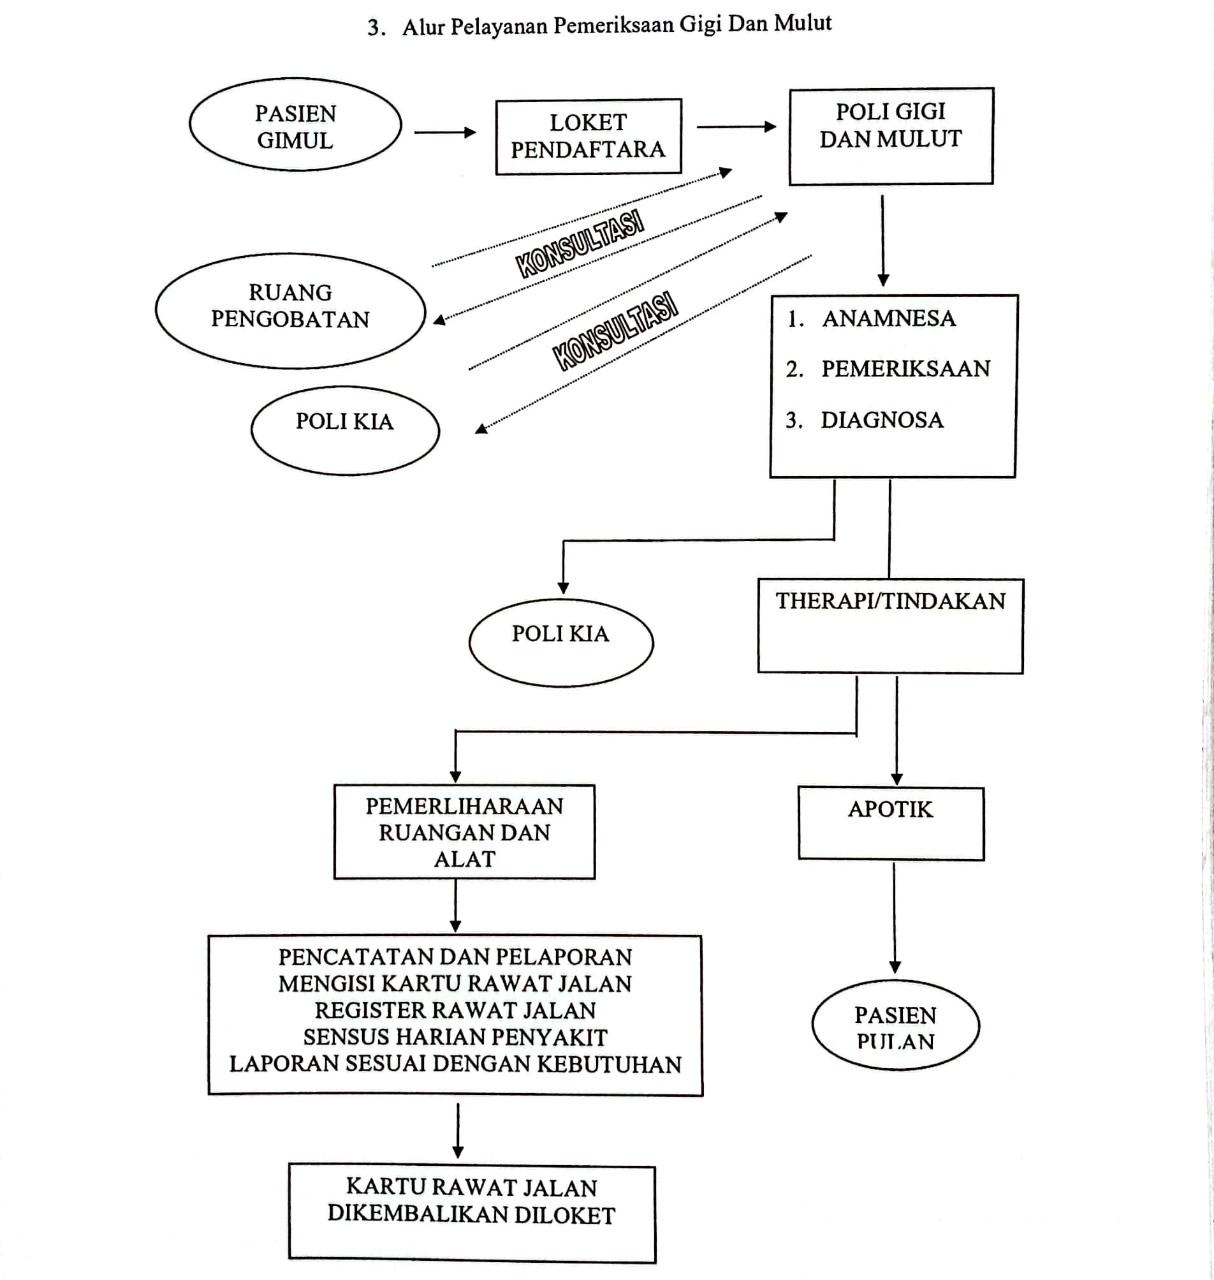 3. Alur Pelayanan Pemeriksaan Gigi Dan Mulut
PASIEN
GIMUL
LOKET
PENDAFTARA
POLI GIGI
DAN MULUT
KONSULTASI
RUANG
PENGOBATAN
KONSULTASI
POLI KIA
1. ANAMNESA
2. PEMERIKSAAN
3. DIAGNOSA
POLI KIA
THERAPI/TINDAKAN
PEMERLIHARAAN
RUANGAN DAN
ALAT
APOTIK
PENCATATAN DAN PELAPORAN
MENGISI KARTU RAWAT JALAN
REGISTER RAWAT JALAN
SENSUS HARIAN PENYAKIT
LAPORAN SESUAI DENGAN KEBUTUHAN
PASIEN
PULAN
KARTU RAWAT JALAN
DIKEMBALIKAN DILOKET